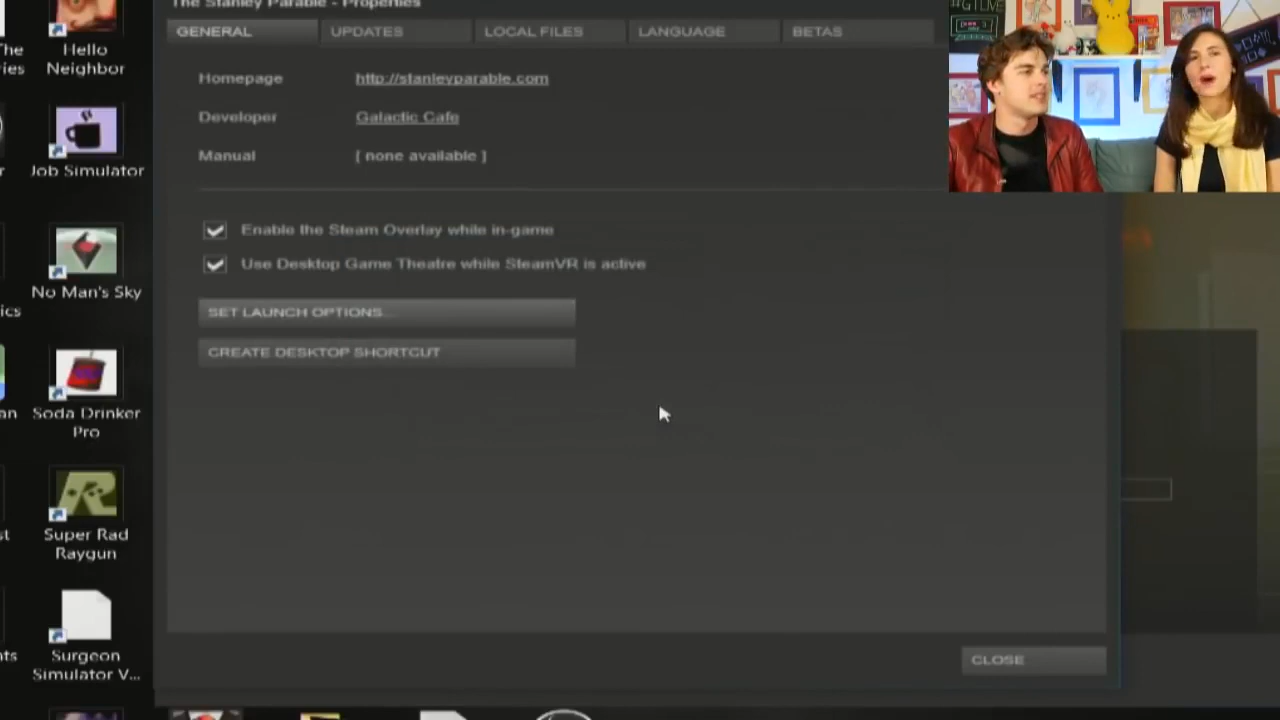 The Stanley Parable - Properties
GENERAL
UPDATES
LOCAL FILES
LANGUAGE
BETAS
Homepage
http://stanleyparable.com
Developer
Galactic Cafe
Manual
[ none available ]
Enable the Steam Overlay while in-game
Use Desktop Game Theatre while SteamVR is active
SET LAUNCH OPTIONS...
CREATE DESKTOP SHORTCUT
CLOSE
Hello
Neighbor
Job Simulator
No Man's Sky
Soda Drinker
Pro
Super Rad
Raygun
Surgeon
Simulator V...
#GTLIVE